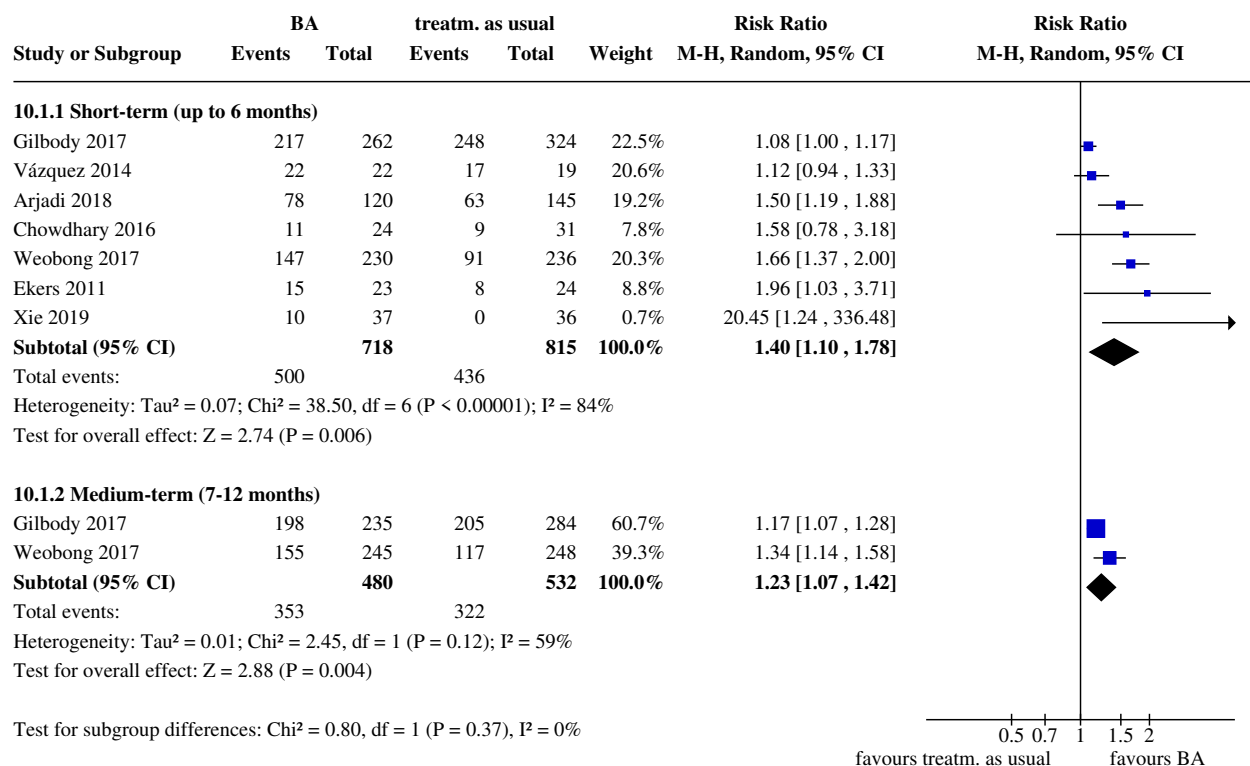 BA treatm. as usual Risk Ratio Risk Ratio
Study or Subgroup Events Total Events Total Weight M-H, Random, 95% CI M-H, Random, 95% CI
10.1.1 Short-term (up to 6 months)
Gilbody 2017 217 262 248 324 22.5% 1.08 [1.00 , 1.17]
Vázquez 2014 22 22 17 19 20.6% 1.12 [0.94 , 1.33]
Arjadi 2018 78 120 63 145 19.2% 1.50 [1.19 , 1.88]
Chowdhary 2016 11 24 9 31 7.8% 1.58 [0.78 , 3.18]
Weobong 2017 147 230 91 236 20.3% 1.66 [1.37 , 2.00]
Ekers 2011 15 23 8 24 8.8% 1.96 [1.03 , 3.71]
Xie 2019 10 37 0 36 0.7% 20.45 [1.24 , 336.48]
Subtotal (95% CI) 718 815 100.0% 1.40 [1.10 , 1.78]
Total events: 500 436
Heterogeneity: Tau² = 0.07; Chi² = 38.50, df = 6 (P < 0.00001); I² = 84%
Test for overall effect: Z = 2.74 (P = 0.006)
10.1.2 Medium-term (7-12 months)
Gilbody 2017 198 235 205 284 60.7% 1.17 [1.07 , 1.28]
Weobong 2017 155 245 117 248 39.3% 1.34 [1.14 , 1.58]
Subtotal (95% CI) 480 532 100.0% 1.23 [1.07 , 1.42]
Total events: 353 322
Heterogeneity: Tau² = 0.01; Chi² = 2.45, df = 1 (P = 0.12); I² = 59%
Test for overall effect: Z = 2.88 (P = 0.004)
Test for subgroup differences: Chi² = 0.80, df = 1 (P = 0.37), I² = 0%
0.5 0.7 1 1.5 2
favours treatm. as usual favours BA